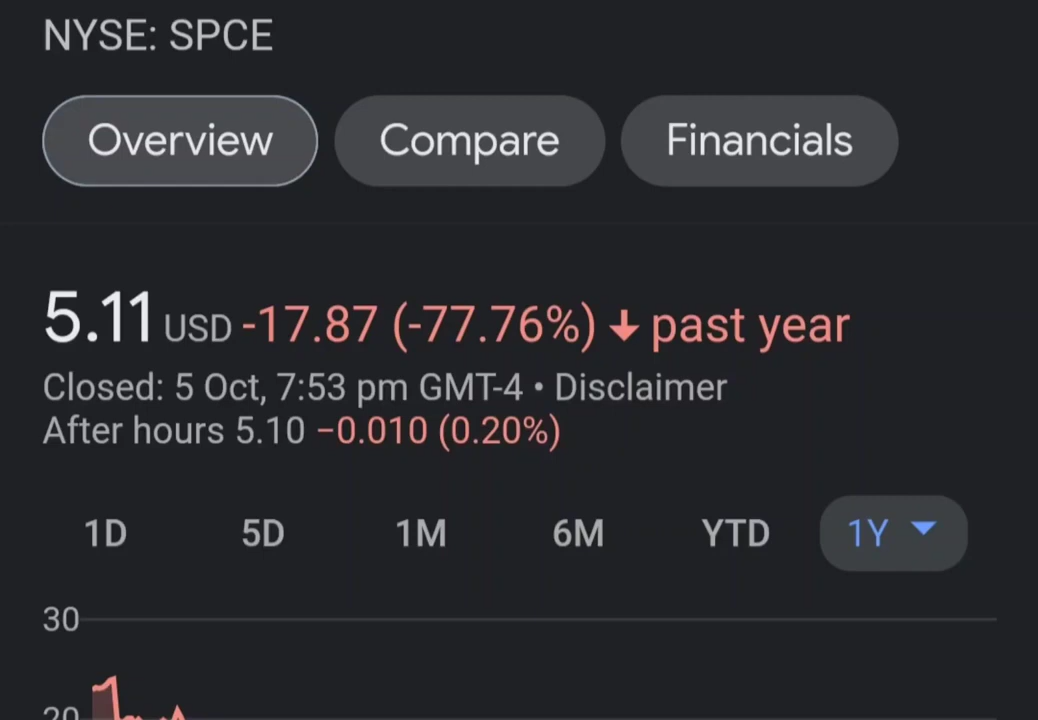 NYSE: SPCE
Overview Compare Financials
5.11 USD -17.87 (-77.76%) ↓ past year
Closed: 5 Oct, 7:53 pm GMT-4 • Disclaimer
After hours 5.10 −0.010 (0.20%)
1D 5D 1M 6M YTD 1Y
30
20